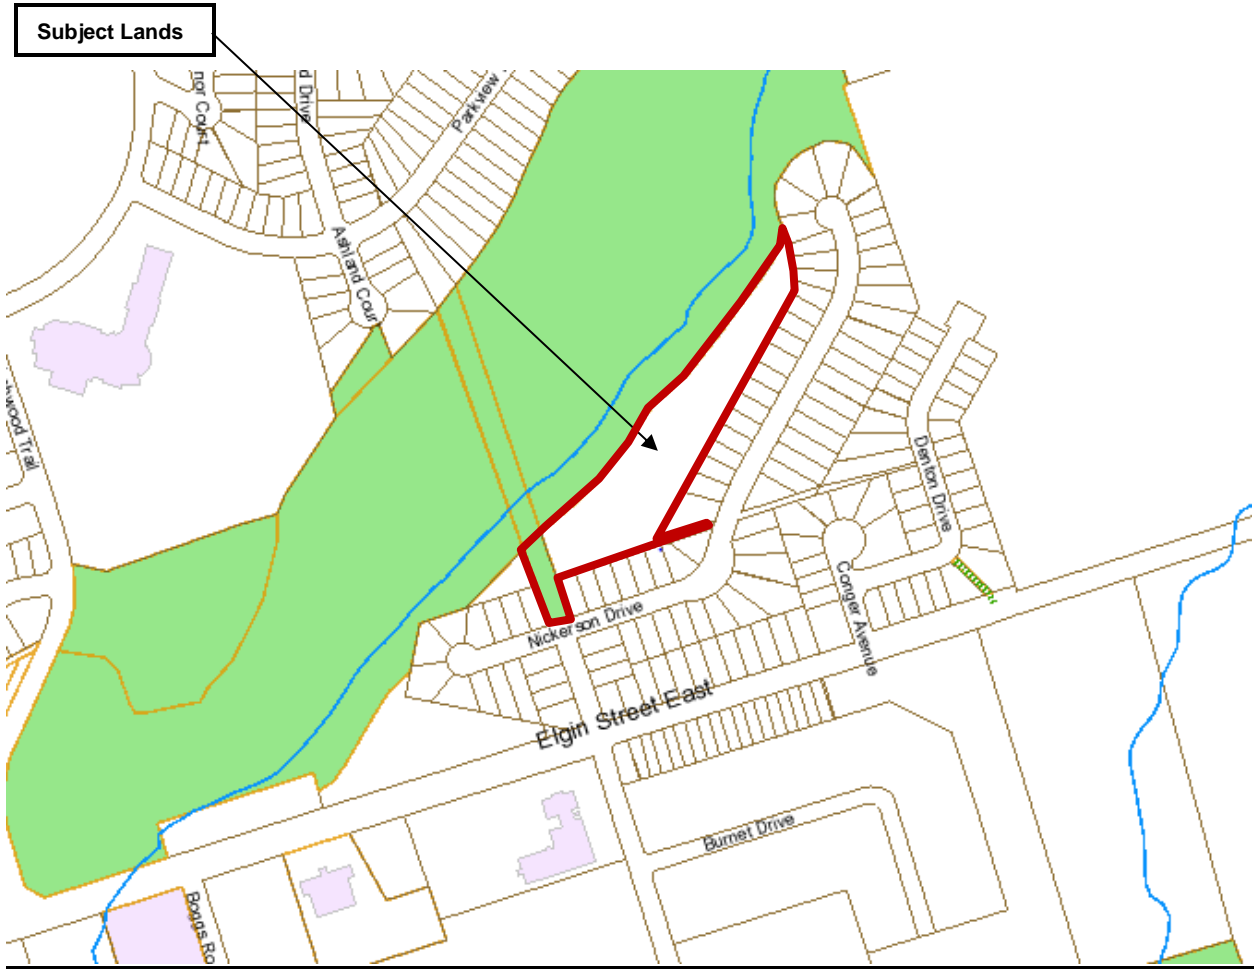 Subject Lands
nor Court
d Drive
Parkview
Ashland Cour
hwood Trail
Denton Drive
Conger Avenue
Nickerson Drive
Elgin Street East
Burnet Drive
Boggs Ro